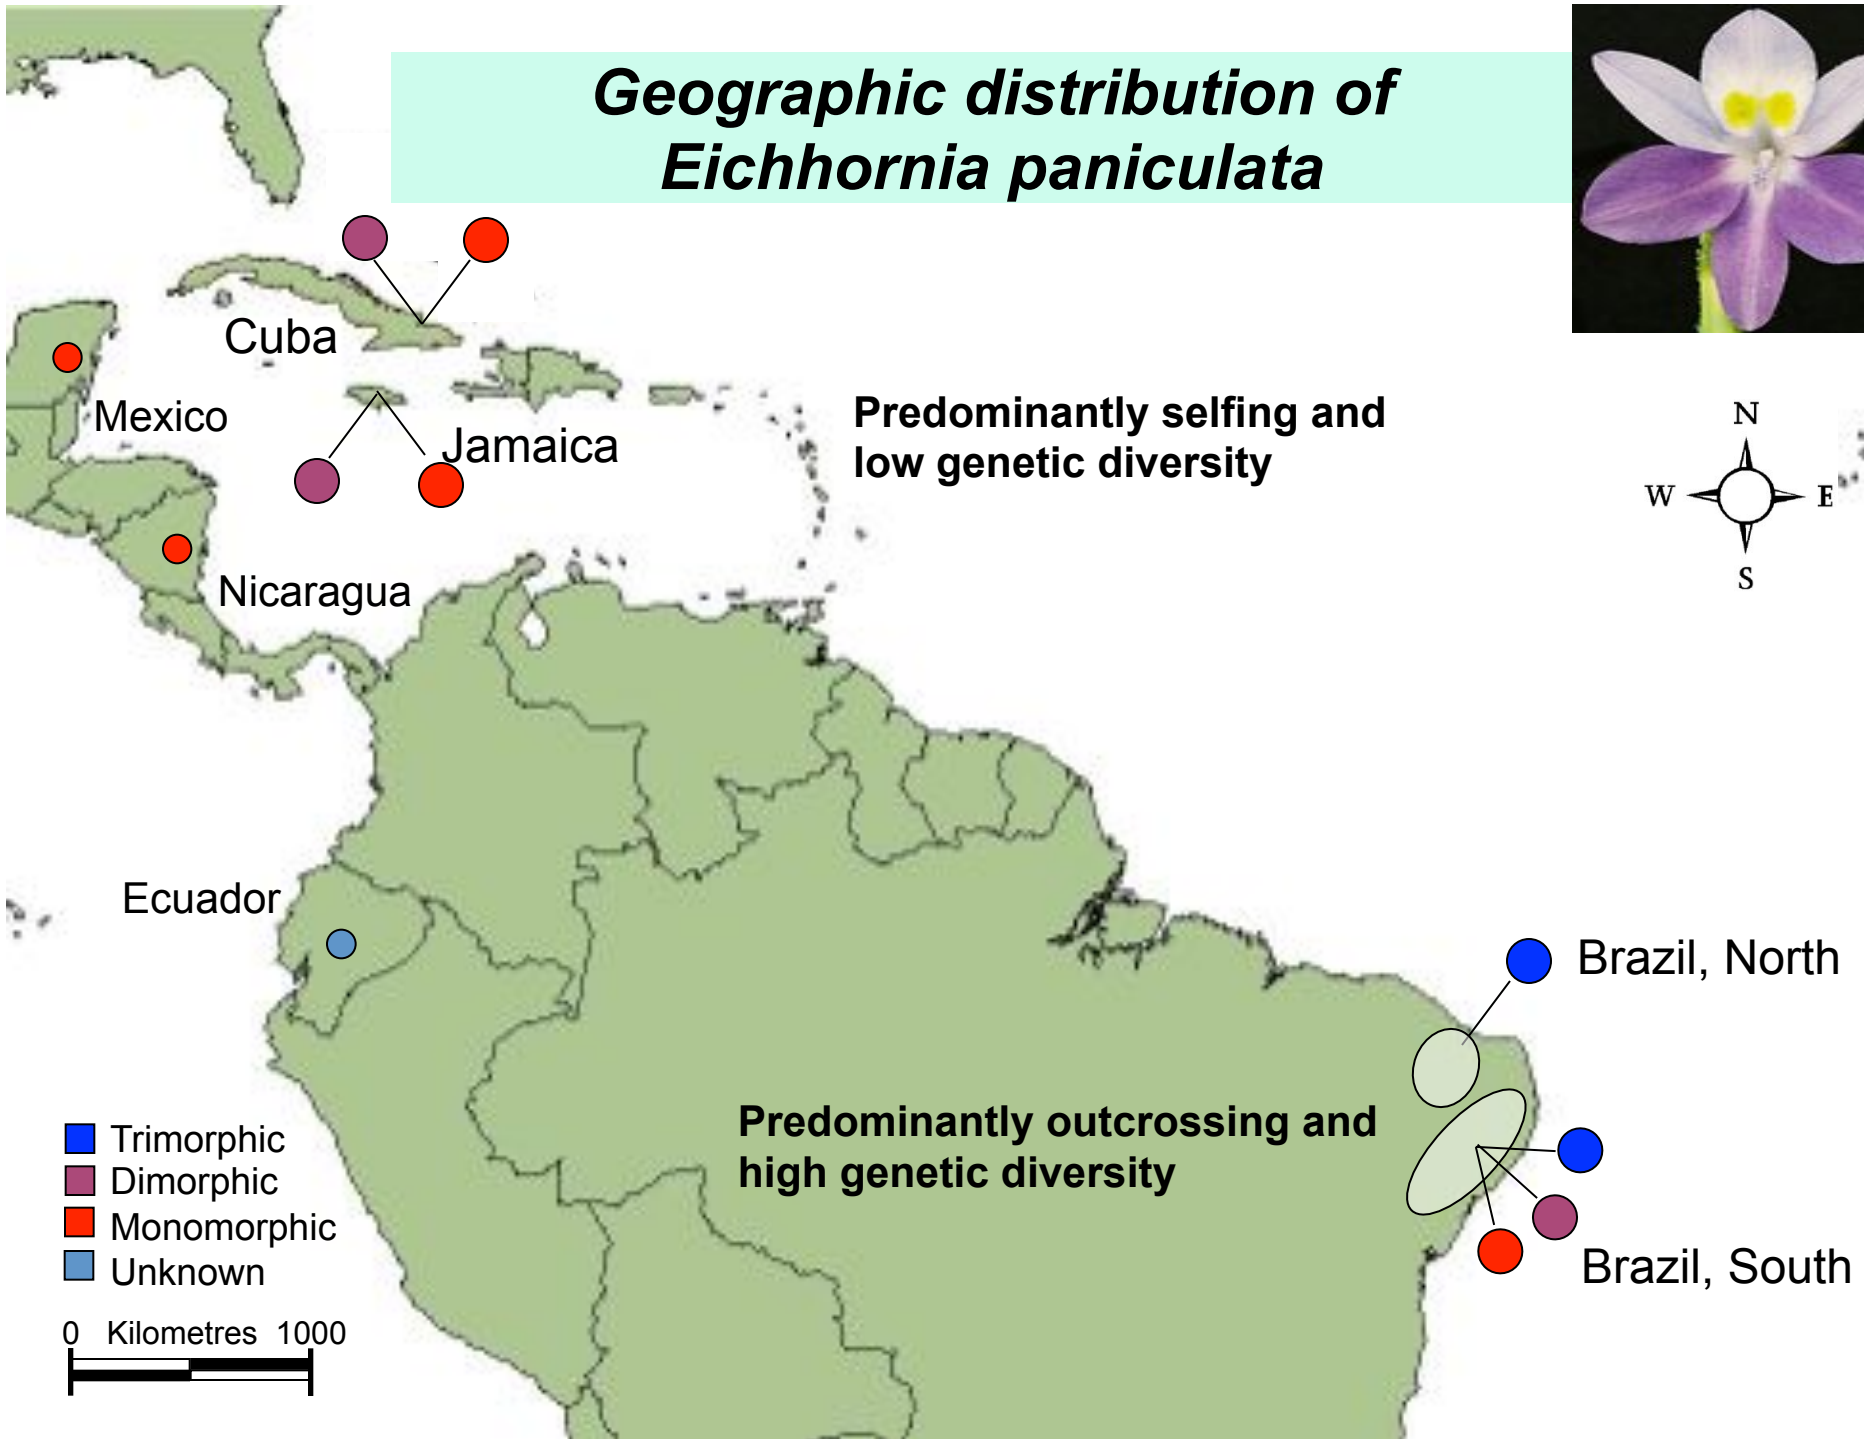 Geographic distribution of
Eichhornia paniculata
Cuba
Mexico
Jamaica
Predominantly selfing and
low genetic diversity
N
W
E
S
Nicaragua
Ecuador
Brazil, North
Predominantly outcrossing and
high genetic diversity
Brazil, South
Trimorphic
Dimorphic
Monomorphic
Unknown
0 Kilometres 1000